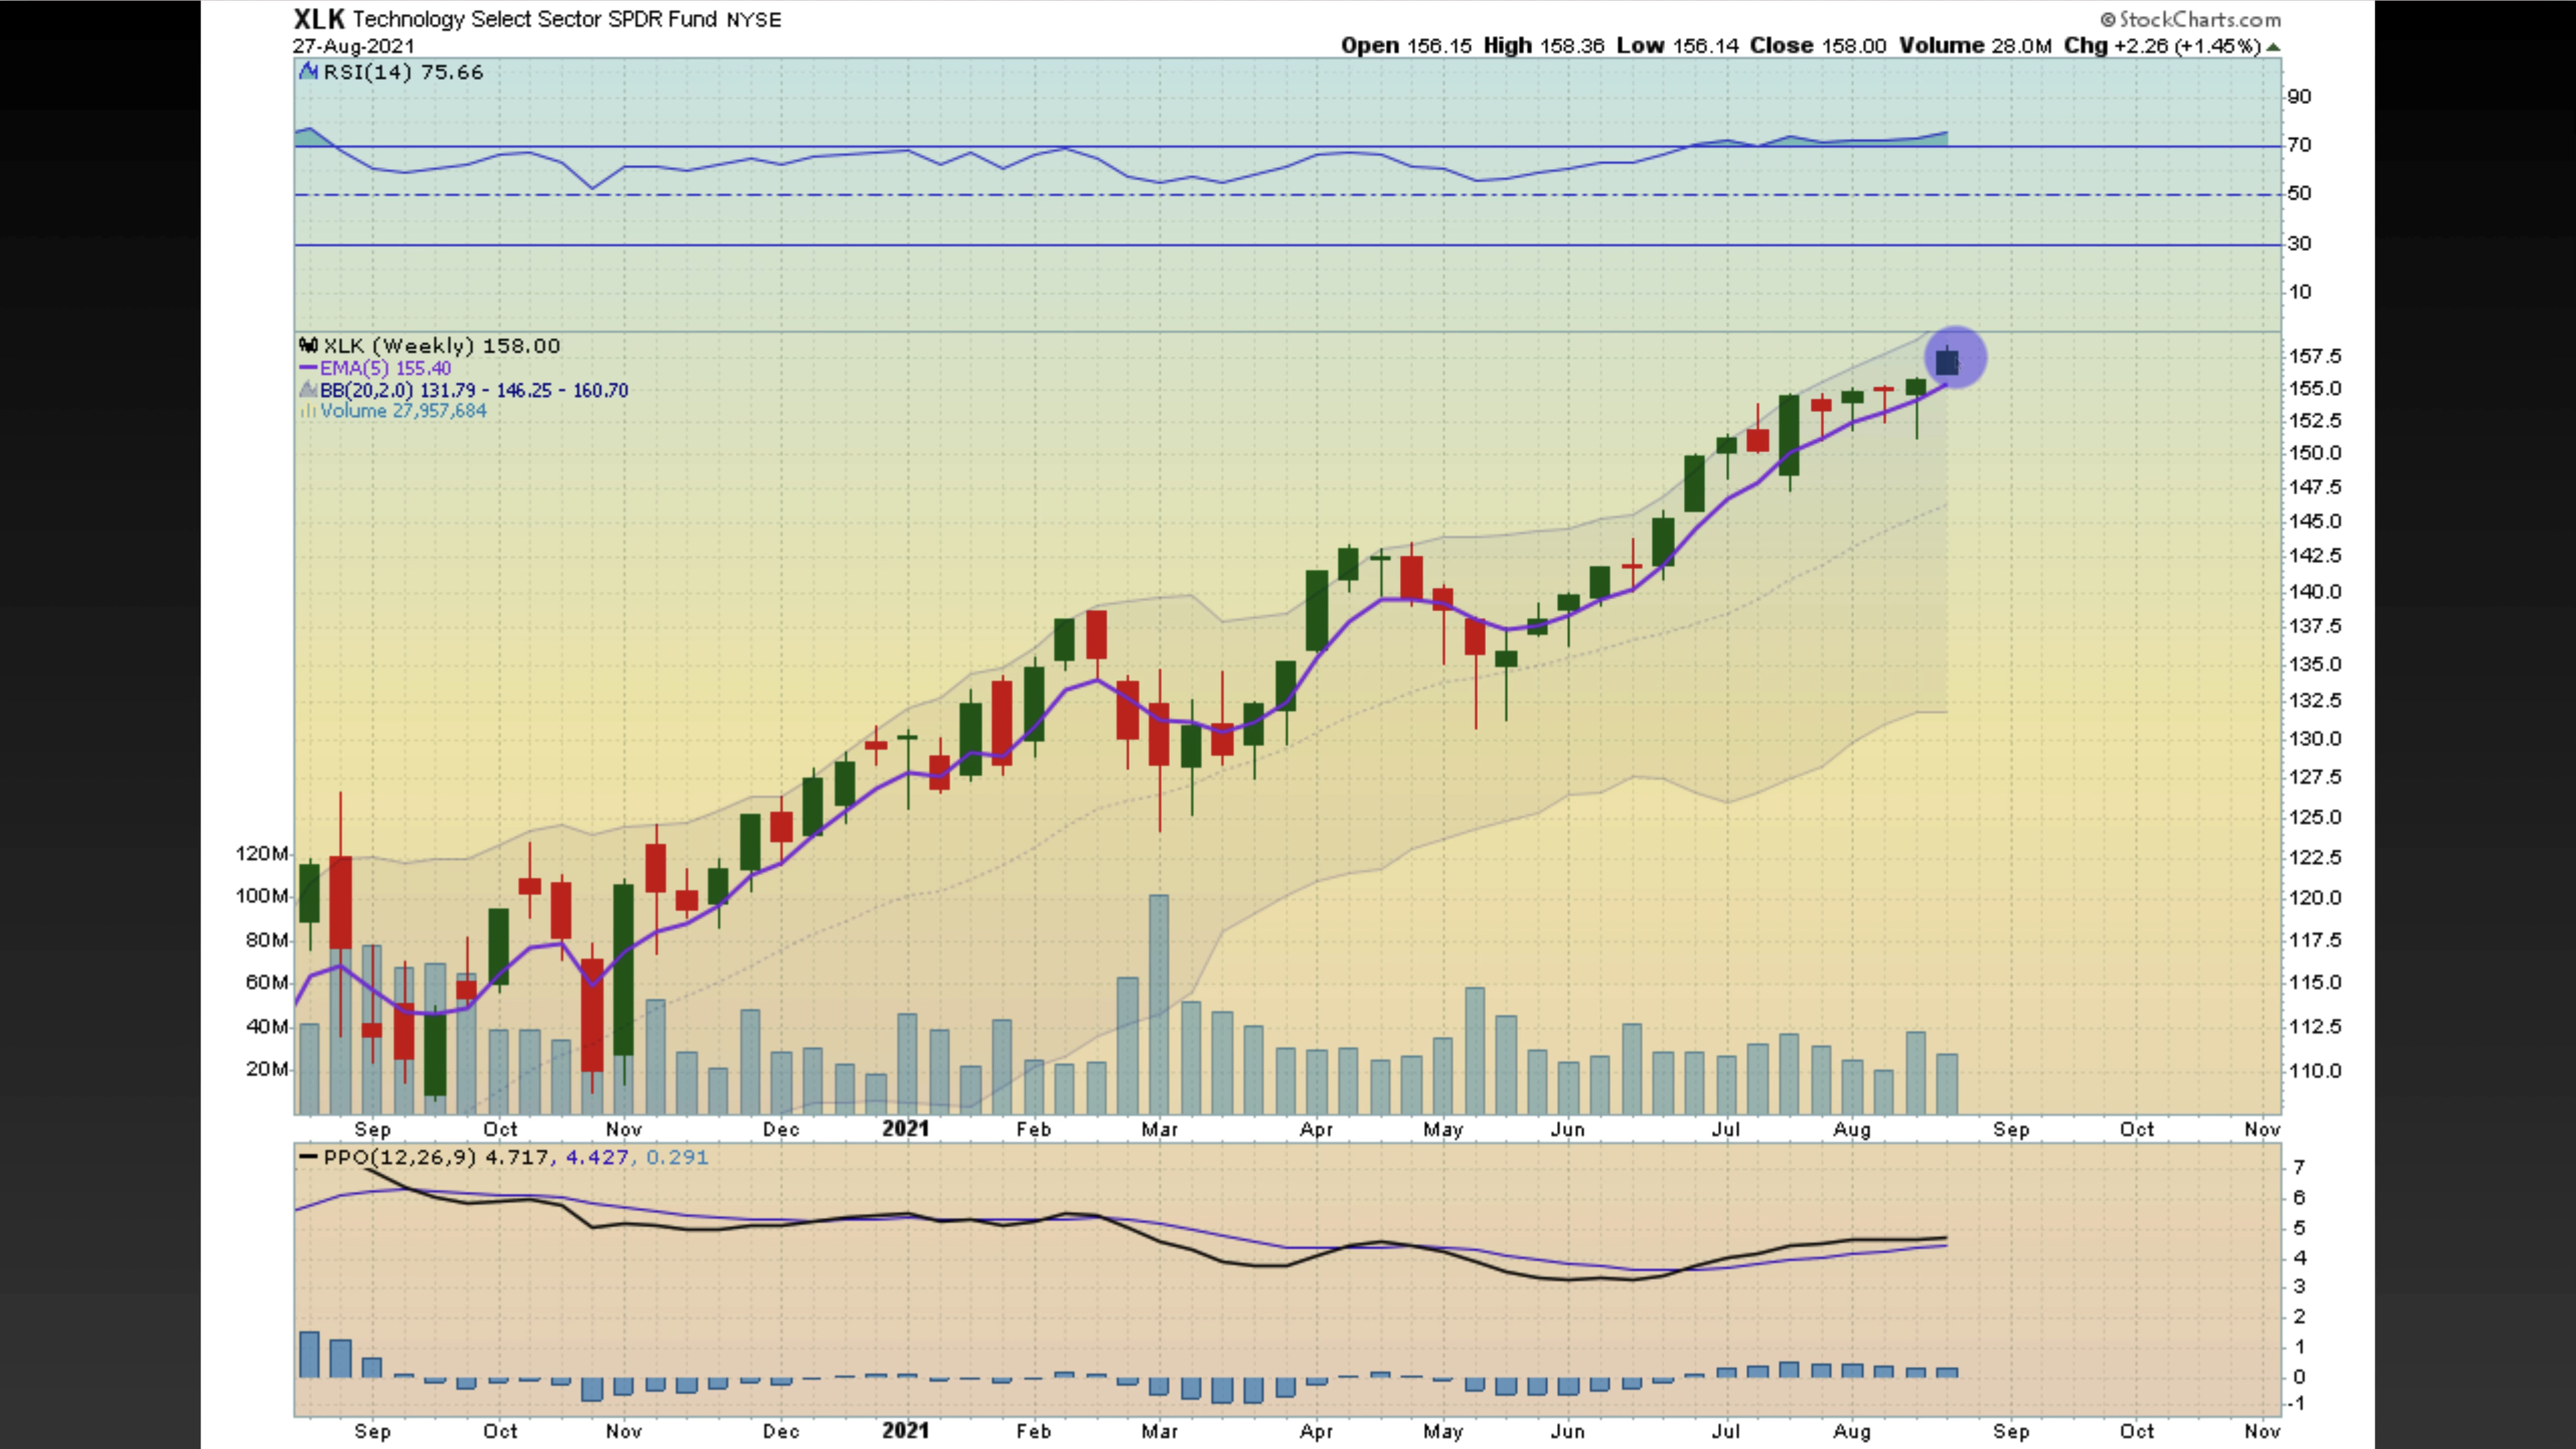 XLK Technology Select Sector SPDR Fund NYSE
© StockCharts.com
27-Aug-2021
Open 156.15 High 158.36 Low 156.14 Close 158.00 Volume 28.0M Chg +2.26 (+1.45%)
RSI(14) 75.66
90
70
50
30
10
XLK (Weekly) 158.00
EMA(5) 155.40
BB(20,2.0) 131.79 - 146.25 - 160.70
Volume 27,957,684
157.5
155.0
152.5
150.0
147.5
145.0
142.5
140.0
137.5
135.0
132.5
130.0
127.5
125.0
122.5
120.0
117.5
115.0
112.5
110.0
120M
100M
80M
60M
40M
20M
Sep Oct Nov Dec 2021 Feb Mar Apr May Jun Jul Aug Sep Oct Nov
PPO(12,26,9) 4.717, 4.427, 0.291
7
6
5
4
3
2
1
0
-1
Sep Oct Nov Dec 2021 Feb Mar Apr May Jun Jul Aug Sep Oct Nov